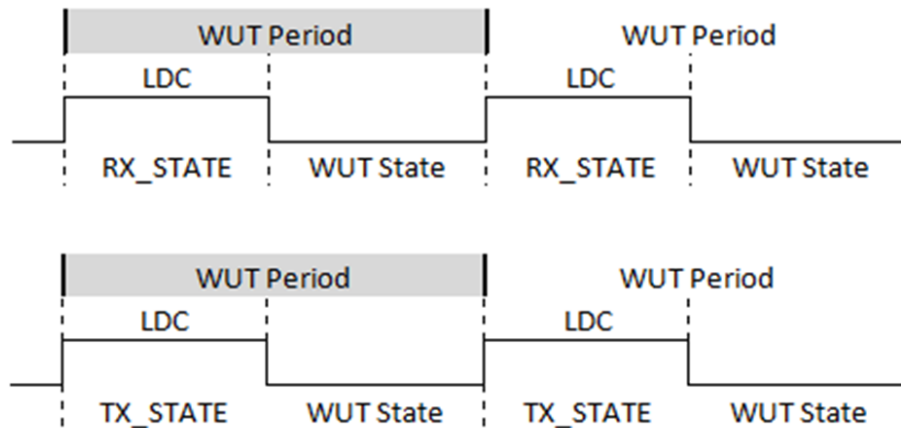 WUT Period WUT Period
LDC LDC
RX_STATE WUT State RX_STATE WUT State
WUT Period WUT Period
LDC LDC
TX_STATE WUT State TX_STATE WUT State